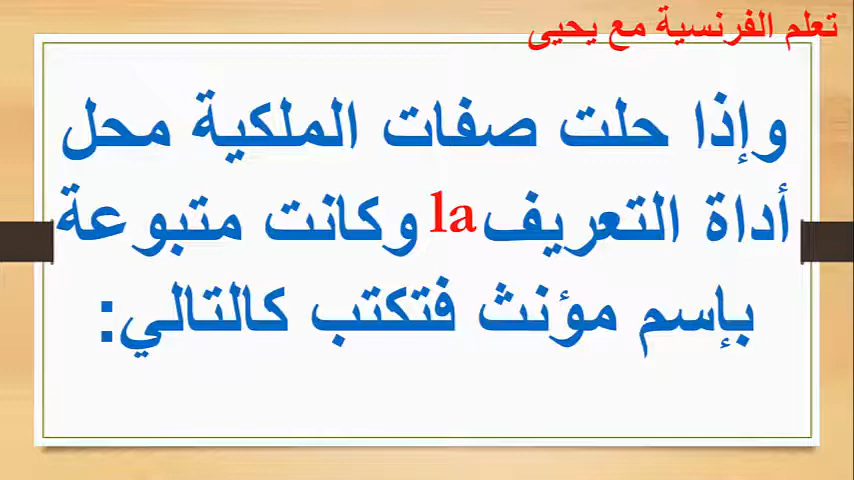 تعلم الفرنسية مع يحيى
وإذا حلت صفات الملكية محل
أداة التعريف la وكانت متبوعة
بإسم مؤنث فتكتب كالتالي: